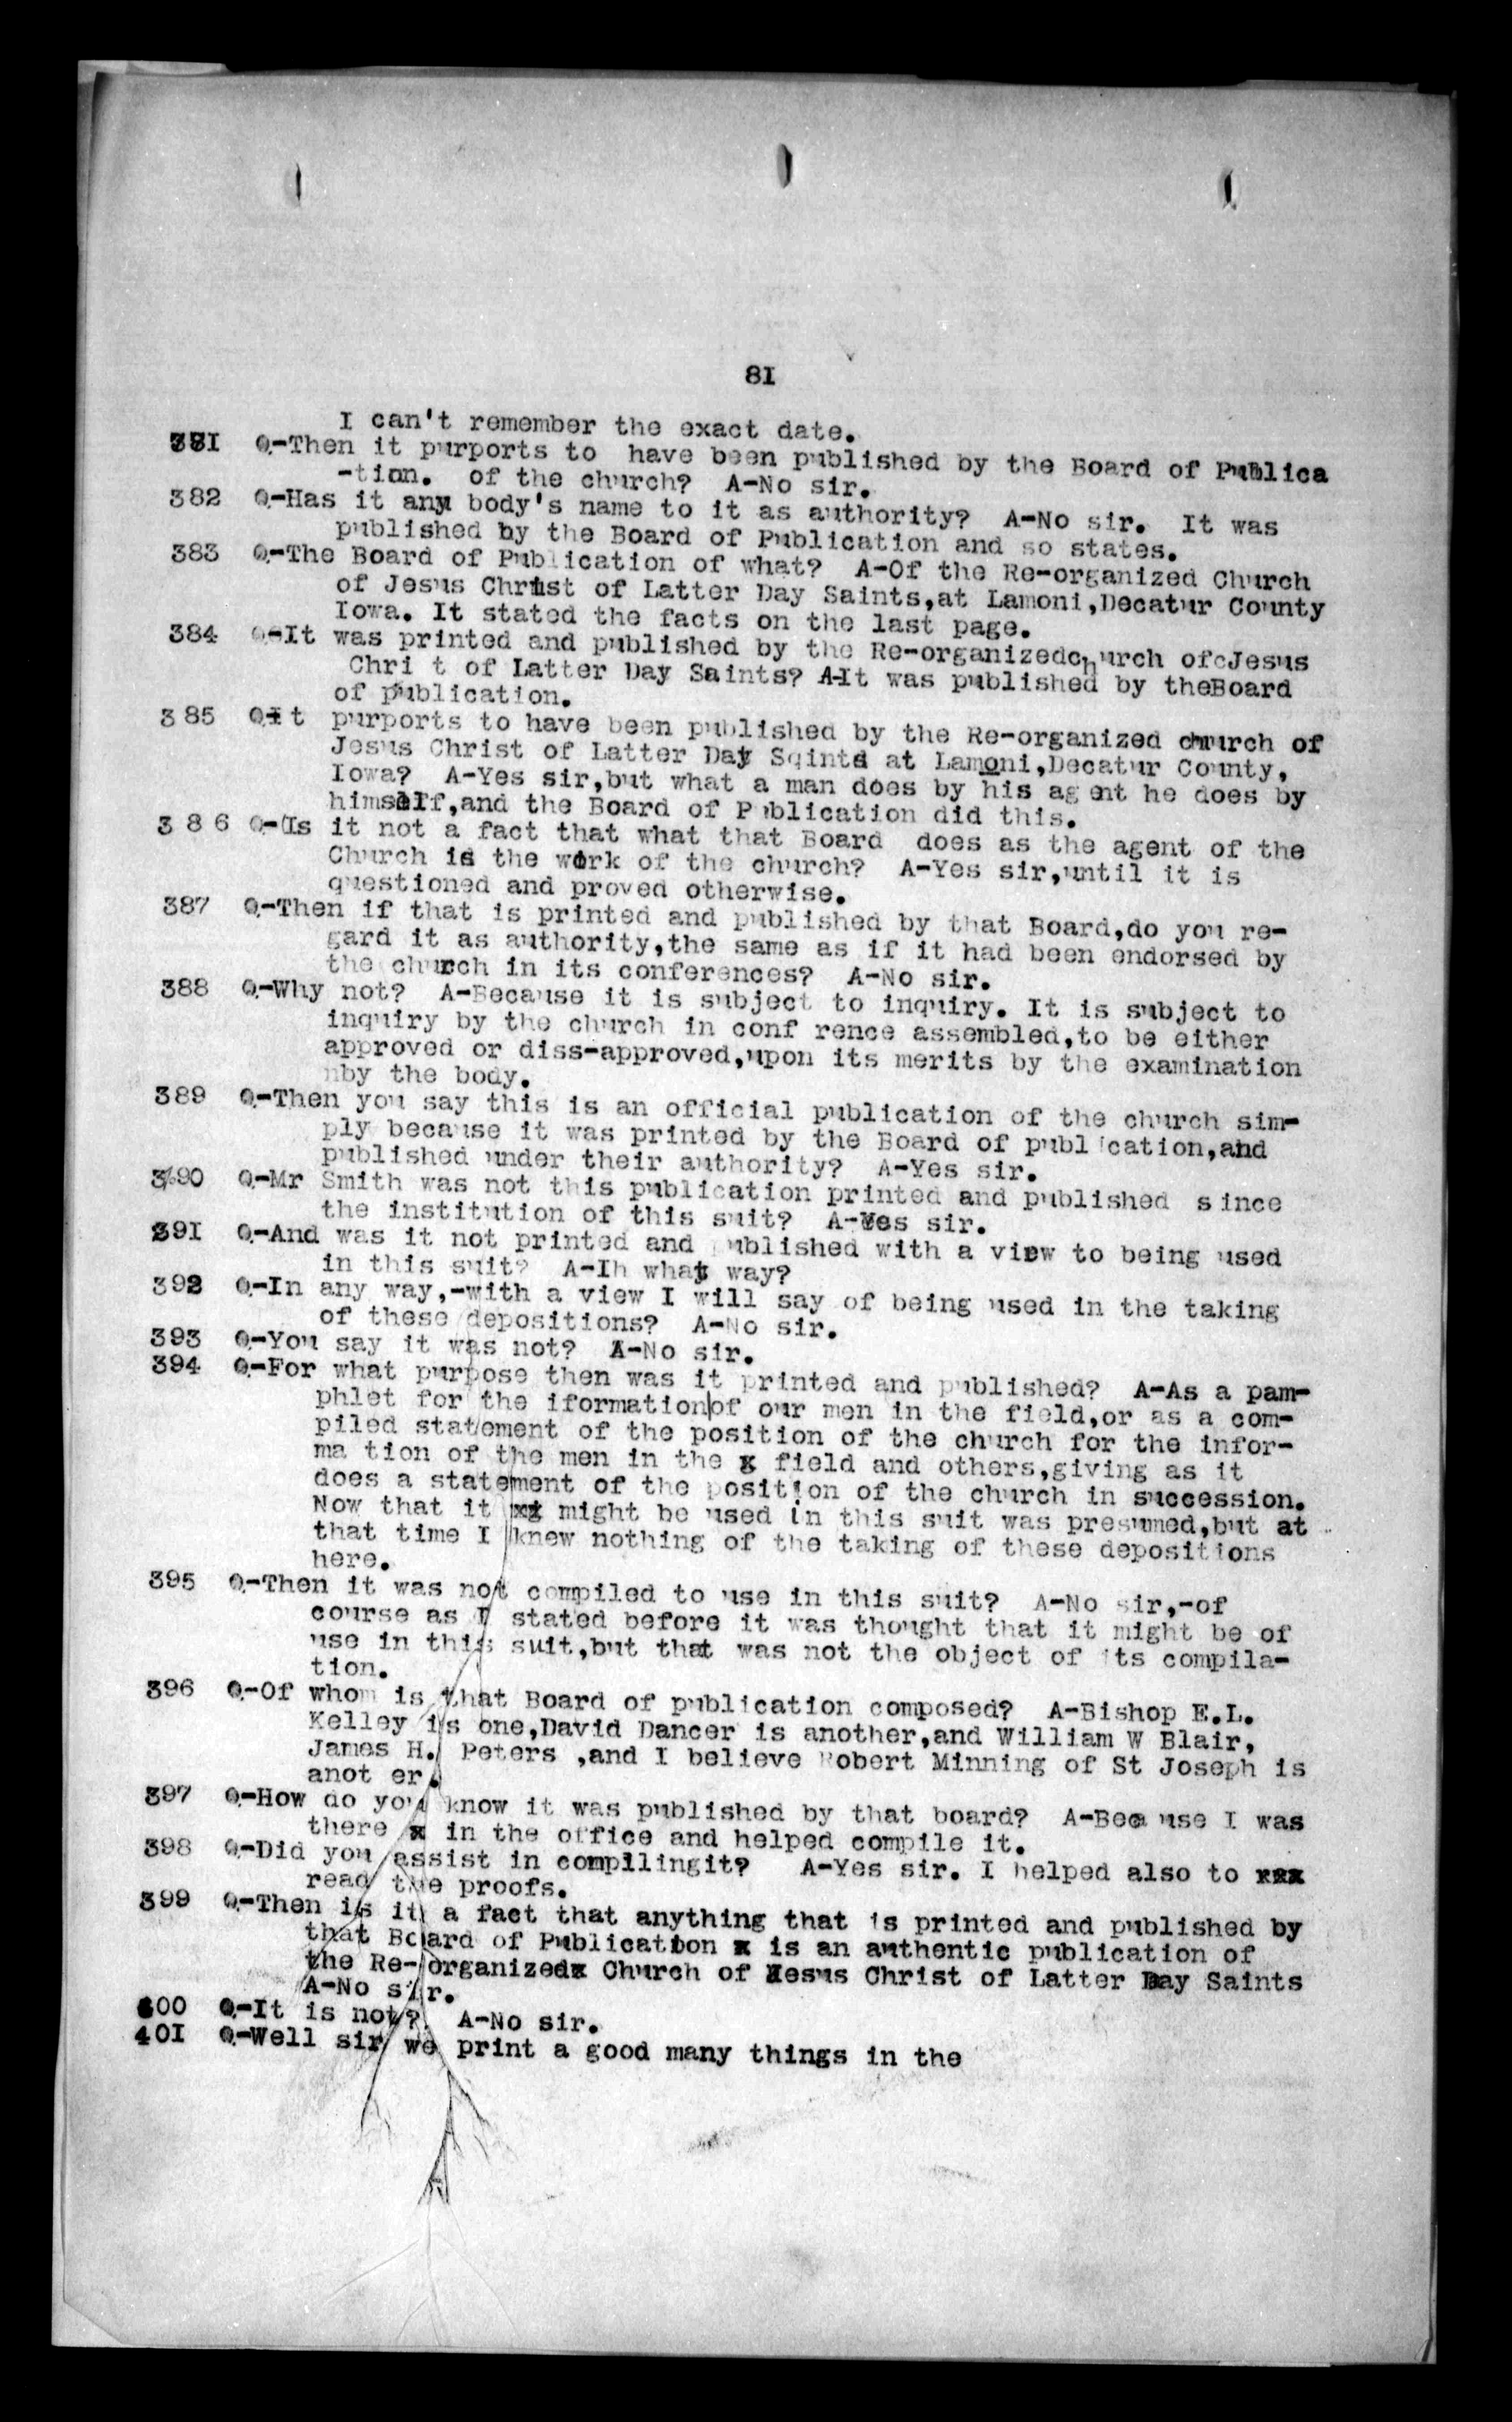 81
I can't remember the exact date.
381 Q-Then it purports to have been published by the Board of Publica
-tion. of the church? A-No sir.
382 Q-Has it any body's name to it as authority? A-No sir. It was
published by the Board of Publication and so states.
383 Q-The Board of Publication of what? A-Of the Re-organized Church
of Jesus Christ of Latter Day Saints,at Lamoni,Decatur County
Iowa. It stated the facts on the last page.
384 Q-It was printed and published by the Re-organizedchurch ofcJesus
Chri t of Latter Day Saints? A-It was published by theBoard
of publication.
385 Q-It purports to have been published by the Re-organized church of
Jesus Christ of Latter Day Sqints at Lamoni,Decatur County,
Iowa? A-Yes sir,but what a man does by his agent he does by
himself,and the Board of Publication did this.
386 Q-(Is it not a fact that what that Board does as the agent of the
Church is the work of the church? A-Yes sir,until it is
questioned and proved otherwise.
387 Q-Then if that is printed and published by that Board,do you re-
gard it as authority,the same as if it had been endorsed by
the church in its conferences? A-No sir.
388 Q-Why not? A-Because it is subject to inquiry. It is subject to
inquiry by the church in conf rence assembled,to be either
approved or diss-approved,upon its merits by the examination
nby the body.
389 Q-Then you say this is an official publication of the church sim-
ply because it was printed by the Board of publication,and
published under their authority? A-Yes sir.
390 Q-Mr Smith was not this publication printed and published since
the institution of this suit? A-Yes sir.
391 Q-And was it not printed and published with a view to being used
in this suit? A-Ih what way?
392 Q-In any way,-with a view I will say of being used in the taking
of these depositions? A-No sir.
393 Q-You say it was not? A-No sir.
394 Q-For what purpose then was it printed and published? A-As a pam-
phlet for the iformation|of our men in the field,or as a com-
piled statement of the position of the church for the infor-
ma tion of the men in the x field and others,giving as it
does a statement of the position of the church in succession.
Now that it xx might be used in this suit was presumed,but at
that time I knew nothing of the taking of these depositions
here.
395 Q-Then it was not compiled to use in this suit? A-No sir,-of
course as I stated before it was thought that it might be of
use in this suit,but that was not the object of its compila-
tion.
396 Q-Of whom is that Board of publication composed? A-Bishop E.L.
Kelley is one,David Dancer is another,and William W Blair,
James H. Peters ,and I believe Robert Minning of St Joseph is
anot er.
397 Q-How do you know it was published by that board? A-Because I was
there x in the office and helped compile it.
398 Q-Did you assist in compilingit? A-Yes sir. I helped also to xxx
read the proofs.
399 Q-Then is it a fact that anything that is printed and published by
that Board of Publication x is an authentic publication of
the Re-organizedx Church of Jesus Christ of Latter Day Saints
A-No sir.
400 Q-It is not? A-No sir.
401 Q-Well sir we print a good many things in the